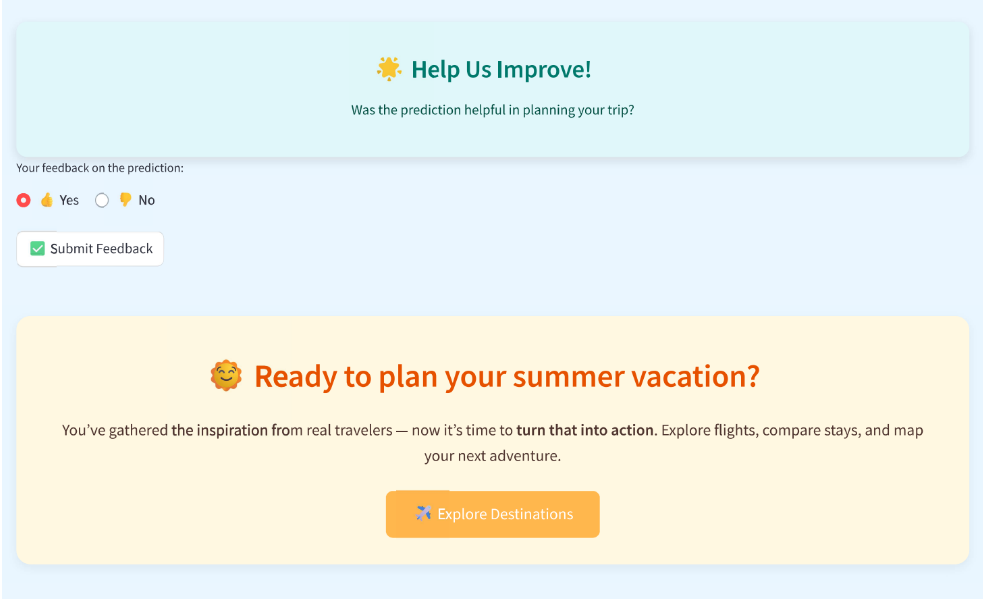 🌟 Help Us Improve!
Was the prediction helpful in planning your trip?
Your feedback on the prediction:
👍 Yes 👎 No
✅ Submit Feedback
🌞 Ready to plan your summer vacation?
You’ve gathered the inspiration from real travelers — now it’s time to turn that into action. Explore flights, compare stays, and map
your next adventure.
✈️ Explore Destinations